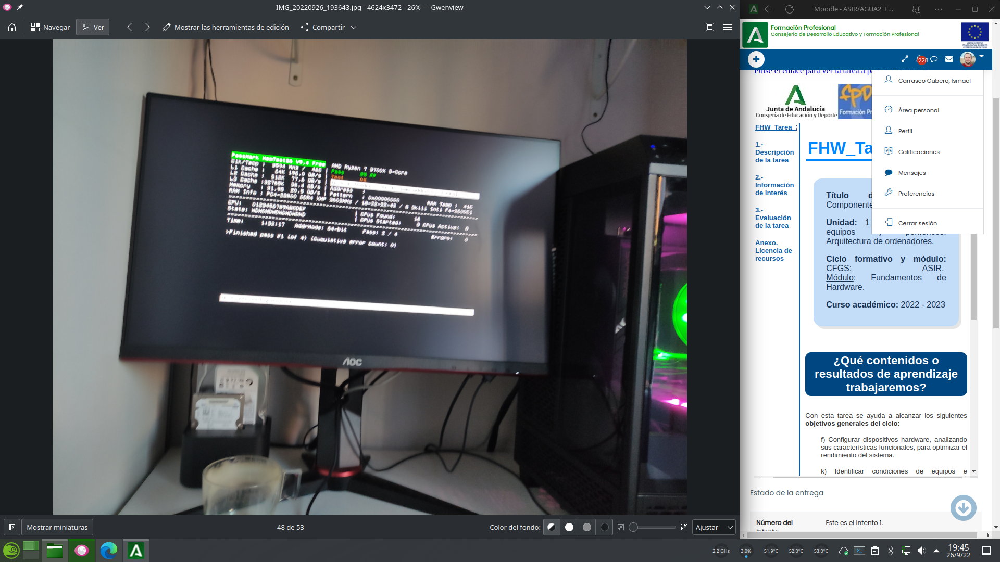 IMG_20220926_193643.jpg - 4624x3472 - 26% — Gwenview
Navegar
Ver
Mostrar las herramientas de edición
Compartir
PassMark MemTest86 V9.4 Free
AMD Ryzen 7 3700X 8-Core
Clk/Temp : 3594 MHz / 46C
Pass 0% ##
L1 Cache : 64K 136,0 GB/s
Test 0%
L2 Cache : 512K 77,6 GB/s
L3 Cache :32768K 35,4 GB/s
Address :
Memory : 31,9G 20,5 GB/s
Pattern : 0x00000000
RAM Temp : 41C
RAM Info : PC4-28800 DDR4 XMP 3602MHz / 18-22-22-42 / G Skill Intl F4-3600C1
CPU: 0123456789ABCDEF
CPUs Found: 16
State: WDWDWDWDWDWDWDWD
CPUs Started: 8 CPUs Active: 8
Time: 1:32:17 AddrMode: 64-bit Pass: 2 / 4 Errors: 0
>Finished pass #1 (of 4) (Cumulative error count: 0)
AOC
Mostrar miniaturas
48 de 53
Color del fondo:
Ajustar
Moodle - ASIR/AGUA2_F...
Formación Profesional
Consejería de Desarrollo Educativo y Formación Profesional
UNIÓN EUROPEA
228
Pulse el enlace para ver la tarea a
Carrasco Cubero, Ismael
Área personal
Perfil
Calificaciones
Mensajes
Preferencias
Cerrar sesión
Junta de Andalucía
Consejería de Educación y Deporte
fpd
Formación Pr
FHW_Tarea_
1.- Descripción de la tarea
2.- Información de interés
3.- Evaluación de la tarea
Anexo. Licencia de recursos
FHW_Ta
Título d
Componente
Unidad: 1
equipos y periféricos.
Arquitectura de ordenadores.
Ciclo formativo y módulo:
CFGS: ASIR.
Módulo: Fundamentos de
Hardware.
Curso académico: 2022 - 2023
¿Qué contenidos o
resultados de aprendizaje
trabajaremos?
Con esta tarea se ayuda a alcanzar los siguientes
objetivos generales del ciclo:
f) Configurar dispositivos hardware, analizando
sus características funcionales, para optimizar el
rendimiento del sistema.
k) Identificar condiciones de equipos e
Estado de la entrega
Número del
intento
Este es el intento 1.
2,2 GHz
3,0%
51,9°C
52,0°C
53,0°C
19:45
26/9/22